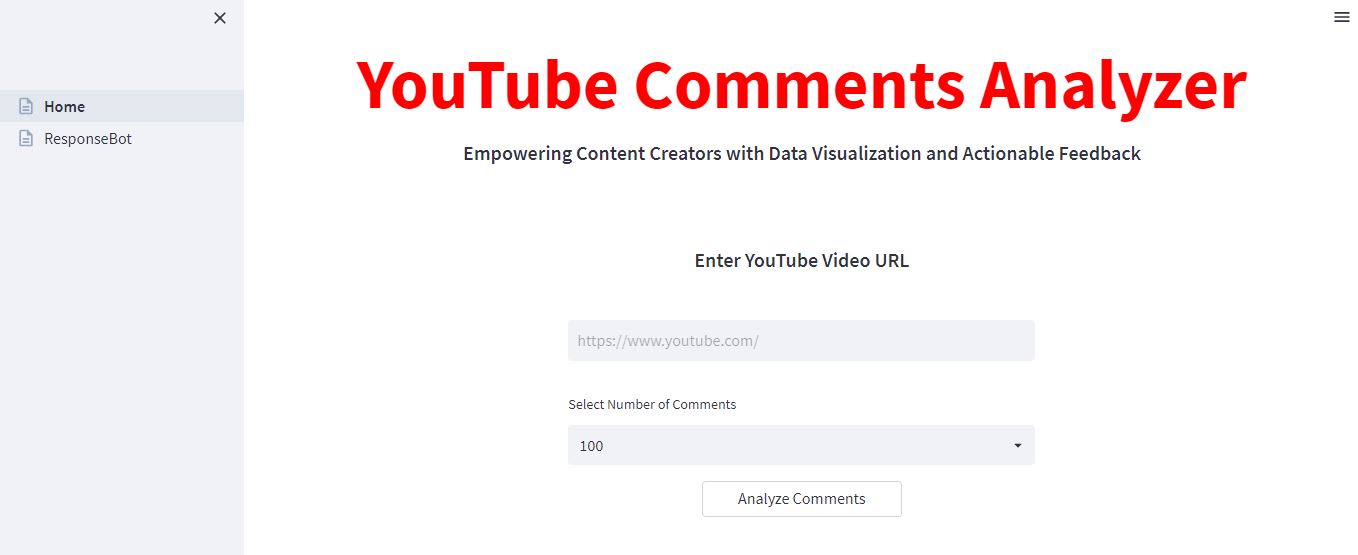 Home
ResponseBot
YouTube Comments Analyzer
Empowering Content Creators with Data Visualization and Actionable Feedback
Enter YouTube Video URL
https://www.youtube.com/
Select Number of Comments
100
Analyze Comments